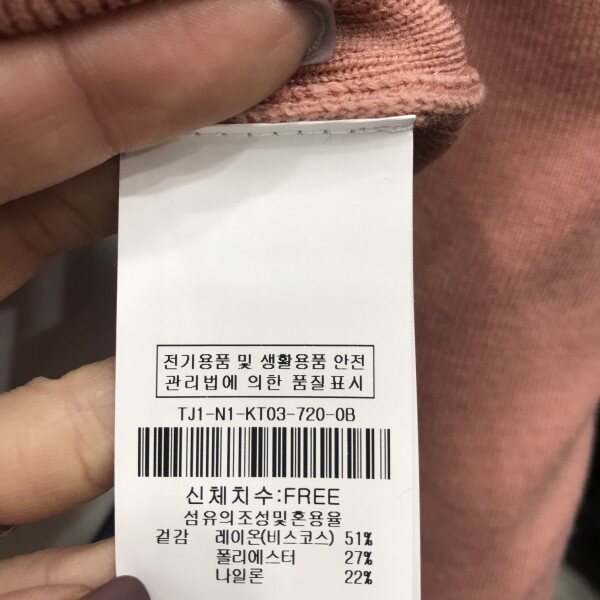 전기용품 및 생활용품 안전
관리법에 의한 품질표시
TJ1-N1-KT03-720-0B
신체치수:FREE
섬유의조성및혼용율
겉감 레이온(비스코스) 51%
폴리에스터 27%
나일론 22%